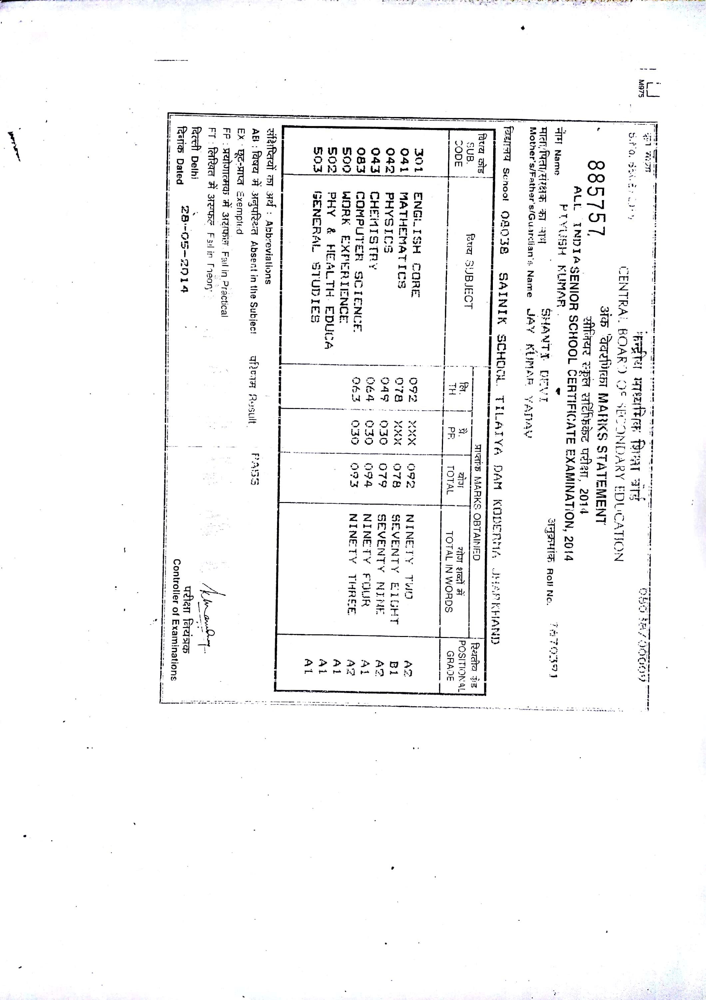 M975
केन्द्रीय माध्यमिक शिक्षा बोर्ड
CENTRAL BOARD OF SECONDARY EDUCATION
885757
अंक विवरणिका MARKS STATEMENT
सीनियर स्कूल सर्टिफिकेट परीक्षा, 2014
ALL INDIA SENIOR SCHOOL CERTIFICATE EXAMINATION, 2014
नाम Name PIYUSH KUMAR अनुक्रमांक Roll No.
माता/पिता/संरक्षक का नाम SHANTI DEVI
Mother's/Father's/Guardian's Name JAY KUMAR YADAV
विद्यालय School 08038 SAINIK SCHOOL TILAIYA DAM KODERMA JHARKHAND
विषय कोड विषय SUBJECT प्राप्तांक MARKS OBTAINED स्थितीय ग्रेड
SUB. CODE लि. TH प्रै. PR योग TOTAL योग शब्दों में TOTAL IN WORDS POSITIONAL GRADE
301 ENGLISH CORE 092 XXX 092 NINETY TWO A2
041 MATHEMATICS 078 XXX 078 SEVENTY EIGHT B1
042 PHYSICS 049 030 079 SEVENTY NINE A2
043 CHEMISTRY 064 030 094 NINETY FOUR A1
083 COMPUTER SCIENCE 063 030 093 NINETY THREE A2
500 WORK EXPERIENCE A1
502 PHY & HEALTH EDUCA A1
503 GENERAL STUDIES A1
संक्षिप्तियों का अर्थ : Abbreviations
AB : विषय में अनुपस्थित Absent in the Subject परिणाम Result PASS
EX : छूट-प्राप्त Exempted
FP : प्रयोगात्मक में असफल Fail in Practical
FT : लिखित में असफल Fail in Theory
दिल्ली Delhi
दिनांक Dated 28-05-2014
परीक्षा नियंत्रक
Controller of Examinations